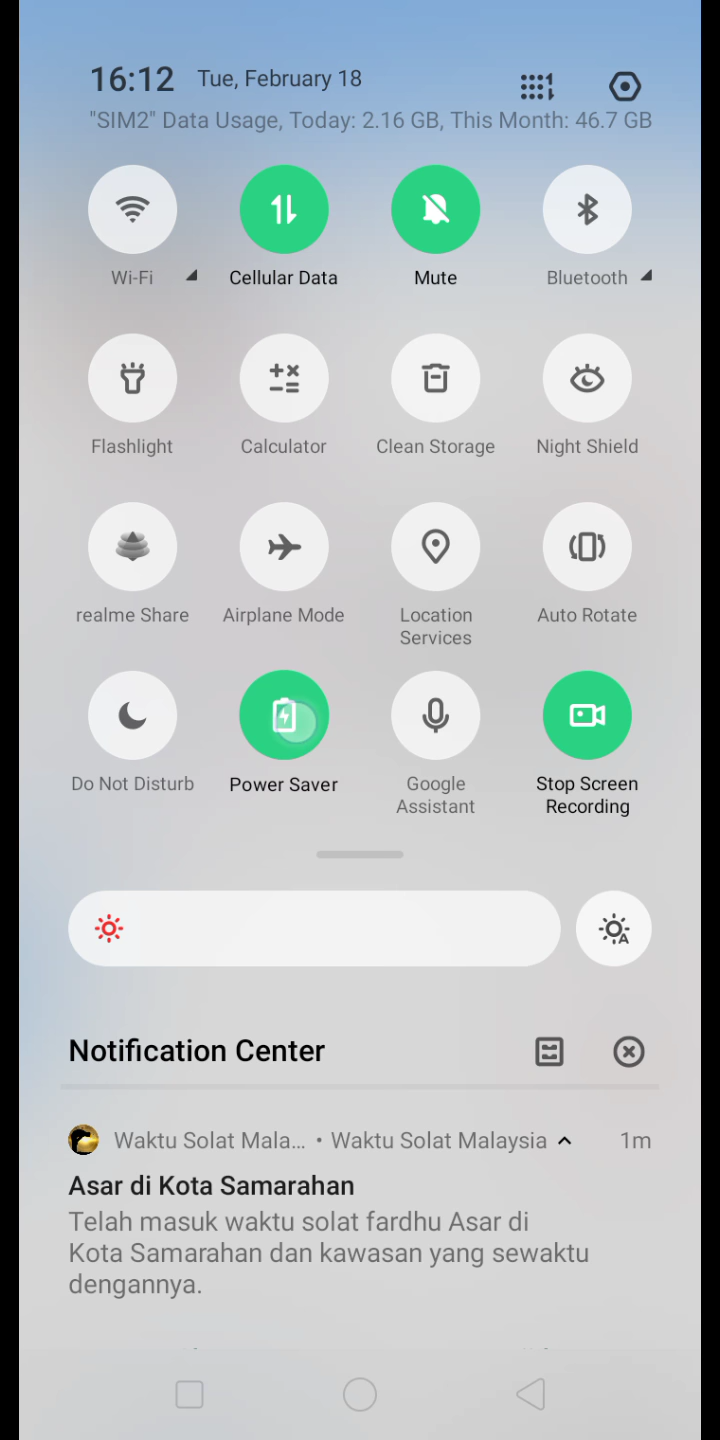 16:12 Tue, February 18
"SIM2" Data Usage, Today: 2.16 GB, This Month: 46.7 GB
Wi-Fi Cellular Data Mute Bluetooth
Flashlight Calculator Clean Storage Night Shield
realme Share Airplane Mode Location Services Auto Rotate
Do Not Disturb Power Saver Google Assistant Stop Screen Recording
Notification Center
Waktu Solat Mala... • Waktu Solat Malaysia 1m
Asar di Kota Samarahan
Telah masuk waktu solat fardhu Asar di
Kota Samarahan dan kawasan yang sewaktu
dengannya.